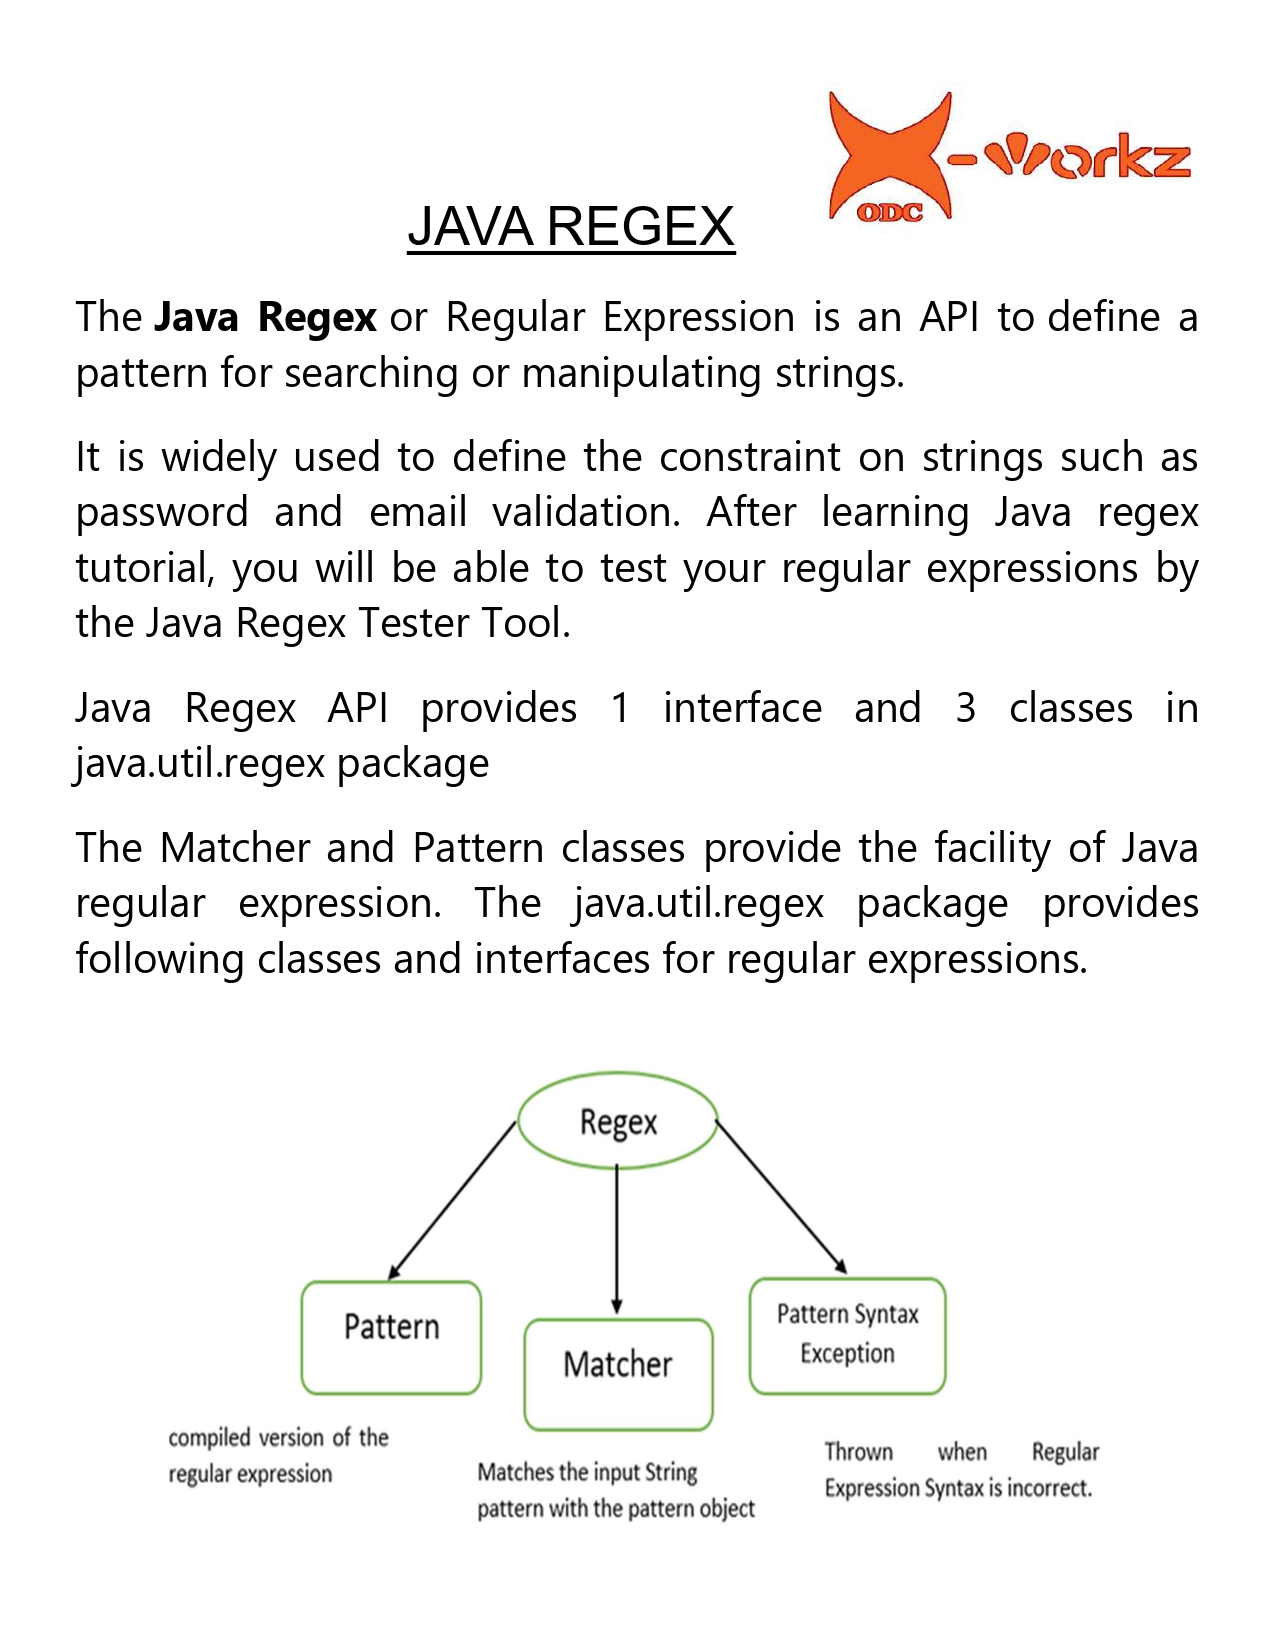 X-workz
ODC
JAVA REGEX
The Java Regex or Regular Expression is an API to define a
pattern for searching or manipulating strings.
It is widely used to define the constraint on strings such as
password and email validation. After learning Java regex
tutorial, you will be able to test your regular expressions by
the Java Regex Tester Tool.
Java Regex API provides 1 interface and 3 classes in
java.util.regex package
The Matcher and Pattern classes provide the facility of Java
regular expression. The java.util.regex package provides
following classes and interfaces for regular expressions.
Regex
Pattern
compiled version of the
regular expression
Matcher
Matches the input String
pattern with the pattern object
Pattern Syntax
Exception
Thrown when Regular
Expression Syntax is incorrect.